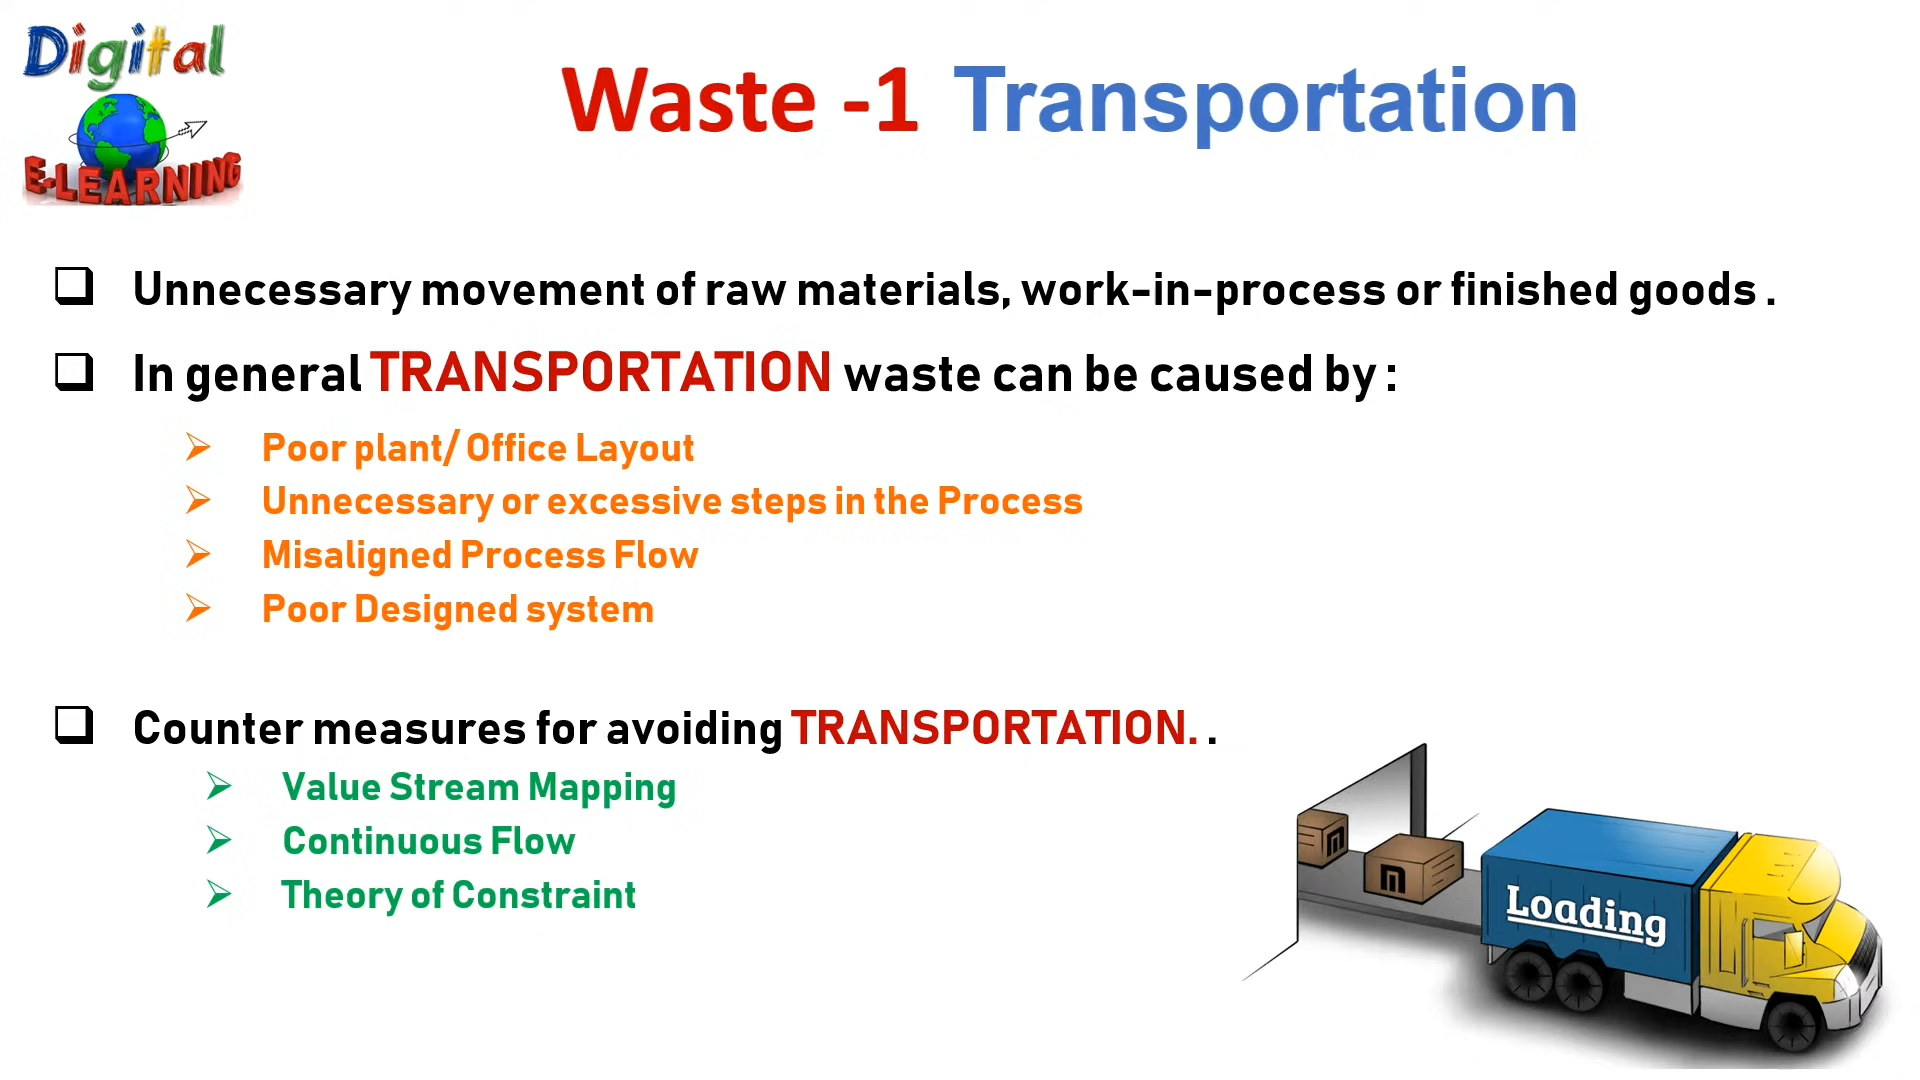 Digital
E-LEARNING
Waste -1 Transportation
Unnecessary movement of raw materials, work-in-process or finished goods .
In general TRANSPORTATION waste can be caused by :
Poor plant/ Office Layout
Unnecessary or excessive steps in the Process
Misaligned Process Flow
Poor Designed system
Counter measures for avoiding TRANSPORTATION. .
Value Stream Mapping
Continuous Flow
Theory of Constraint
Loading